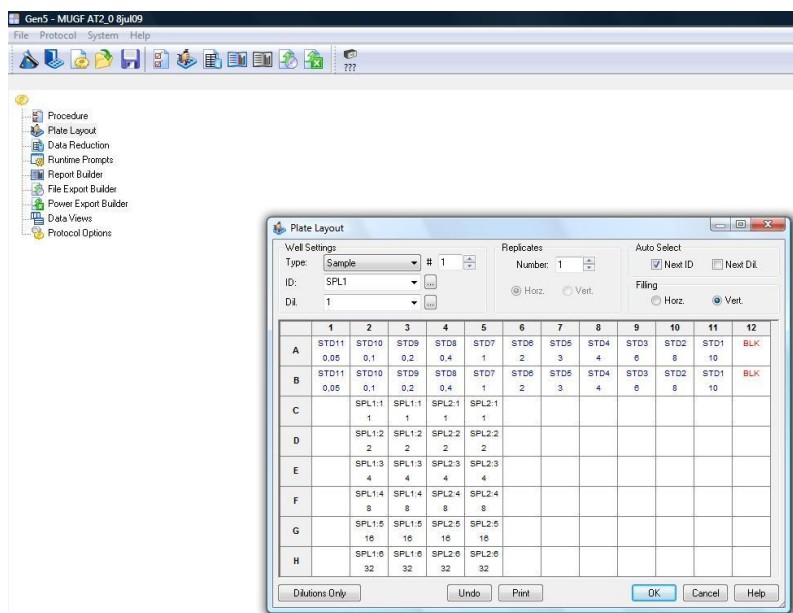 Gen5 - MUGF AT2_0 8jul09
File Protocol System Help
???
Procedure
Plate Layout
Data Reduction
Runtime Prompts
Report Builder
File Export Builder
Power Export Builder
Data Views
Protocol Options
Plate Layout
Well Settings Replicates Auto Select
Type: Sample # 1 Number: 1 Next ID Next Dil.
ID: SPL1 ... Horz. Vert. Filling
Dil. 1 ... Horz. Vert.
1 2 3 4 5 6 7 8 9 10 11 12
A STD11 STD10 STD9 STD8 STD7 STD6 STD5 STD4 STD3 STD2 STD1 BLK
0,05 0,1 0,2 0,4 1 2 3 4 6 8 10
B STD11 STD10 STD9 STD8 STD7 STD6 STD5 STD4 STD3 STD2 STD1 BLK
0,05 0,1 0,2 0,4 1 2 3 4 6 8 10
C SPL1:1 SPL1:1 SPL2:1 SPL2:1
1 1 1 1
D SPL1:2 SPL1:2 SPL2:2 SPL2:2
2 2 2 2
E SPL1:3 SPL1:3 SPL2:3 SPL2:3
4 4 4 4
F SPL1:4 SPL1:4 SPL2:4 SPL2:4
8 8 8 8
G SPL1:5 SPL1:5 SPL2:5 SPL2:5
16 16 16 16
H SPL1:6 SPL1:6 SPL2:6 SPL2:6
32 32 32 32
Dilutions Only Undo Print OK Cancel Help